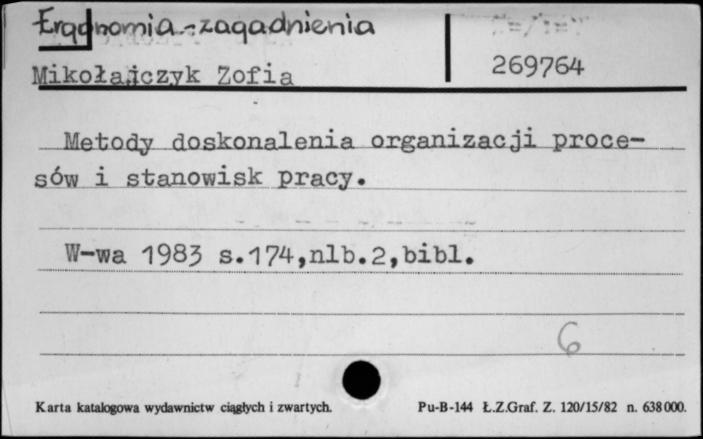 Ergonomia-zagadnienia
Mikołajczyk Zofia
269764
Metody doskonalenia organizacji proce-
sów i stanowisk pracy.
W-wa 1983 s.174,nlb.2,bibl.
6
Karta katalogowa wydawnictw ciągłych i zwartych.
Pu-B-144 Ł.Z.Graf. Z. 120/15/82 n. 638 000.